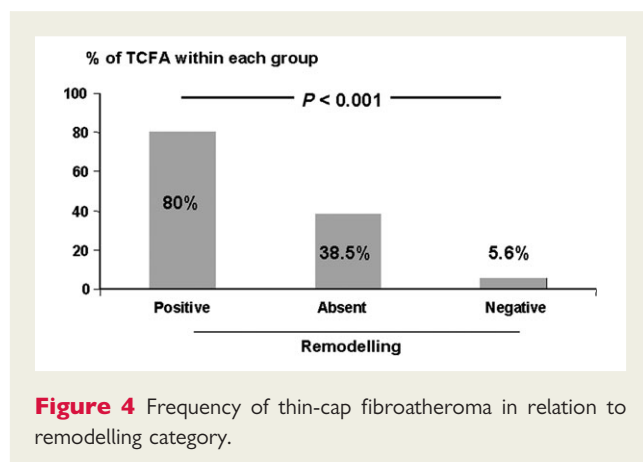 % of TCFA within each group
100
80
60
40
20
0
P < 0.001
80%
38.5%
5.6%
Positive Absent Negative
Remodelling
Figure 4 Frequency of thin-cap fibroatheroma in relation to
remodelling category.